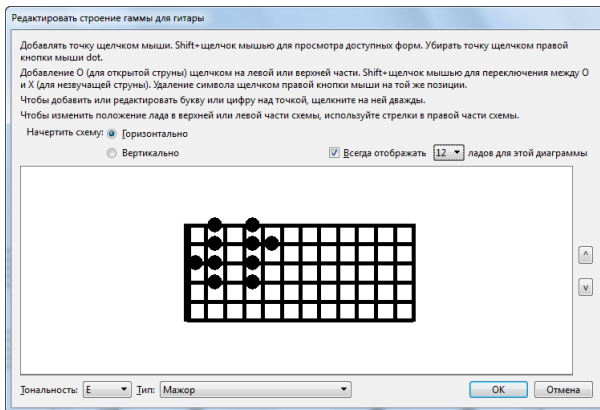 Редактировать строение гаммы для гитары
Добавлять точку щелчком мыши. Shift+щелчок мышью для просмотра доступных форм. Убирать точку щелчком правой
кнопки мыши dot.
Добавление O (для открытой струны) щелчком на левой или верхней части. Shift+щелчок мышью для переключения между O
и X (для незвучащей струны). Удаление символа щелчком правой кнопки мыши на той же позиции.
Чтобы добавить или редактировать букву или цифру над точкой, щелкните на ней дважды.
Чтобы изменить положение лада в верхней или левой части схемы, используйте стрелки в правой части схемы.
Начертить схему: Горизонтально
Вертикально Всегда отображать 12 ладов для этой диаграммы
Тональность: E Тип: Мажор OK Отмена